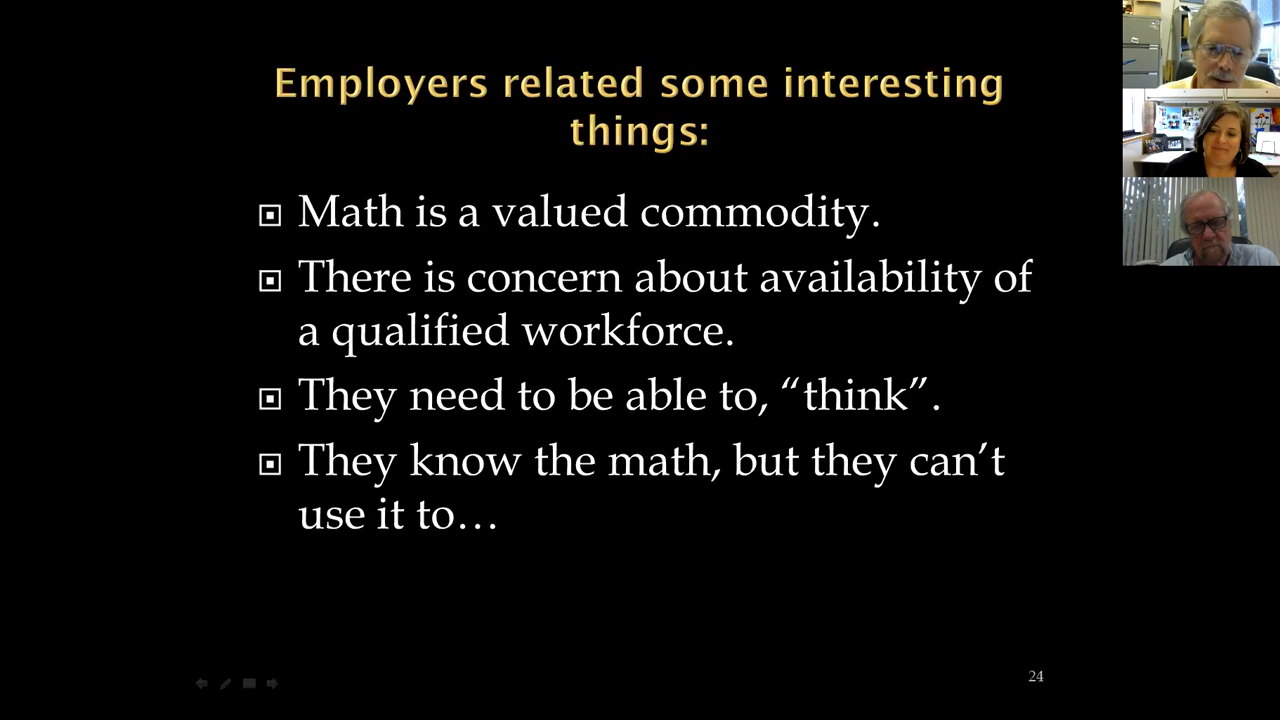 Employers related some interesting
things:
Math is a valued commodity.
There is concern about availability of
a qualified workforce.
They need to be able to, “think”.
They know the math, but they can’t
use it to…
24